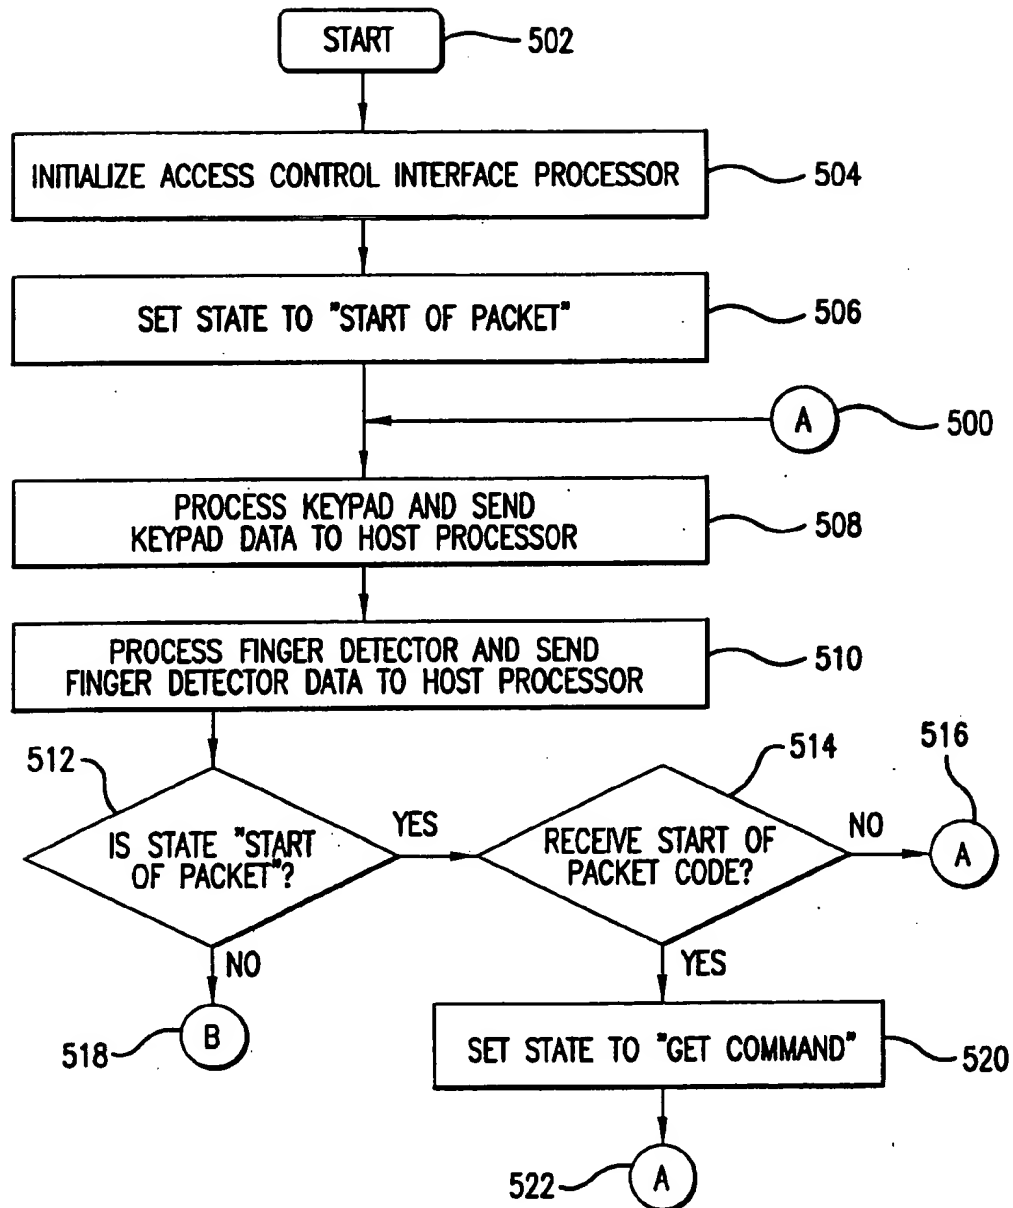 START
502
INITIALIZE ACCESS CONTROL INTERFACE PROCESSOR
504
SET STATE TO "START OF PACKET"
506
A
500
PROCESS KEYPAD AND SEND
KEYPAD DATA TO HOST PROCESSOR
508
PROCESS FINGER DETECTOR AND SEND
FINGER DETECTOR DATA TO HOST PROCESSOR
510
512
IS STATE "START
OF PACKET"?
YES
514
RECEIVE START OF
PACKET CODE?
NO
516
A
NO
518
B
YES
SET STATE TO "GET COMMAND"
520
522
A